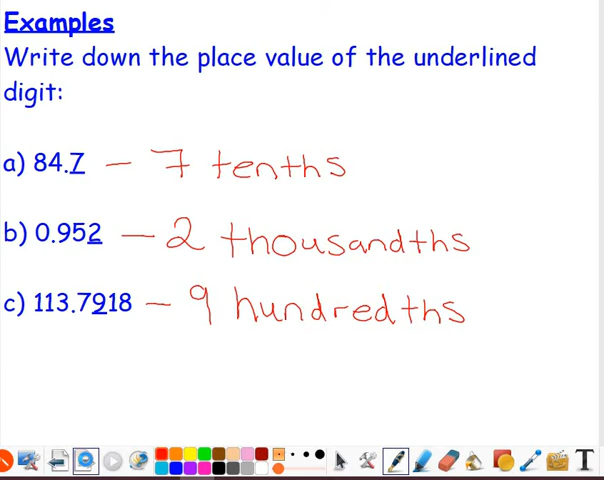 Examples
Write down the place value of the underlined
digit:
a) 84.7 – 7 tenths
b) 0.952 – 2 thousandths
c) 113.7918 – 9 hundredths
T